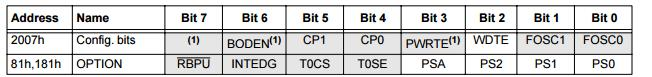 Address Name Bit 7 Bit 6 Bit 5 Bit 4 Bit 3 Bit 2 Bit 1 Bit 0
2007h Config. bits (1) BODEN(1) CP1 CP0 PWRTE(1) WDTE FOSC1 FOSC0
81h,181h OPTION RBPU INTEDG T0CS T0SE PSA PS2 PS1 PS0